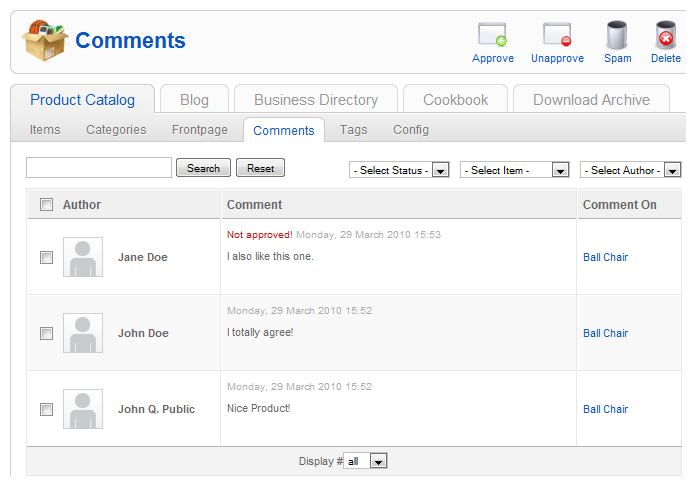 Comments
Approve Unapprove Spam Delete
Product Catalog Blog Business Directory Cookbook Download Archive
Items Categories Frontpage Comments Tags Config
Search Reset - Select Status - - Select Item - - Select Author -
Author Comment Comment On
Not approved! Monday, 29 March 2010 15:53
Jane Doe I also like this one. Ball Chair
Monday, 29 March 2010 15:52
John Doe I totally agree! Ball Chair
Monday, 29 March 2010 15:52
John Q. Public Nice Product! Ball Chair
Display # all